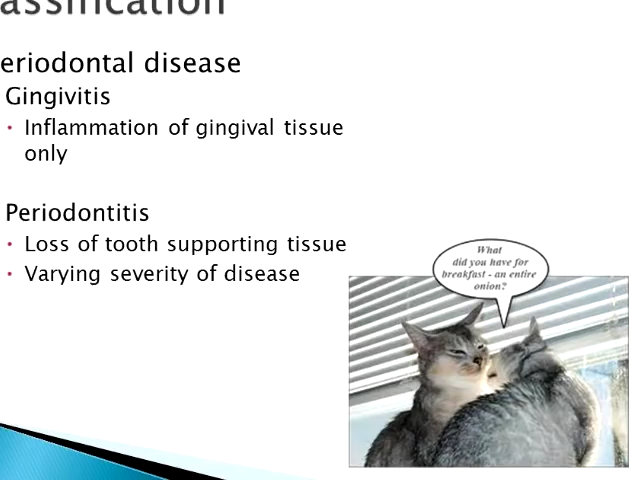 assification
eriodontal disease
Gingivitis
• Inflammation of gingival tissue
only
Periodontitis
• Loss of tooth supporting tissue
• Varying severity of disease
What
did you have for
breakfast - an entire
onion?